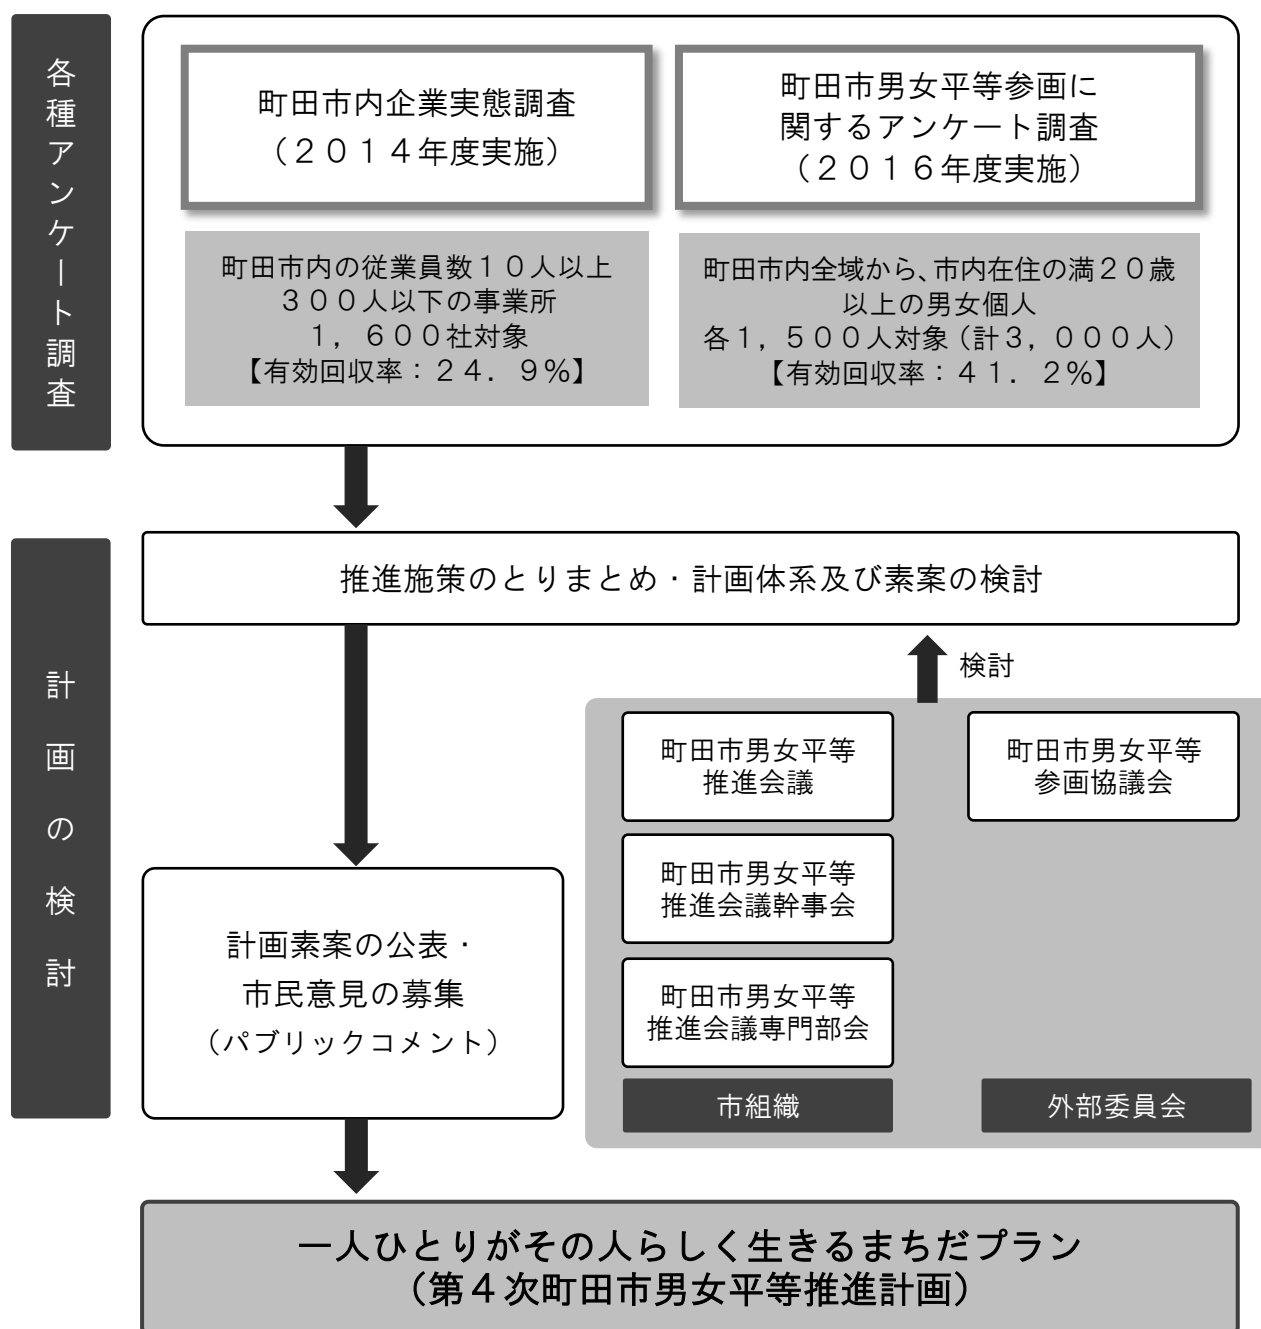 各種アンケート調査
町田市内企業実態調査
（２０１４年度実施）
町田市男女平等参画に
関するアンケート調査
（２０１６年度実施）
町田市内の従業員数１０人以上
３００人以下の事業所
１，６００社対象
【有効回収率：２４．９％】
町田市内全域から、市内在住の満２０歳
以上の男女個人
各１，５００人対象（計３，０００人）
【有効回収率：４１．２％】
計画の検討
推進施策のとりまとめ・計画体系及び素案の検討
検討
町田市男女平等
推進会議
町田市男女平等
参画協議会
町田市男女平等
推進会議幹事会
町田市男女平等
推進会議専門部会
市組織
外部委員会
計画素案の公表・
市民意見の募集
（パブリックコメント）
一人ひとりがその人らしく生きるまちだプラン
（第４次町田市男女平等推進計画）